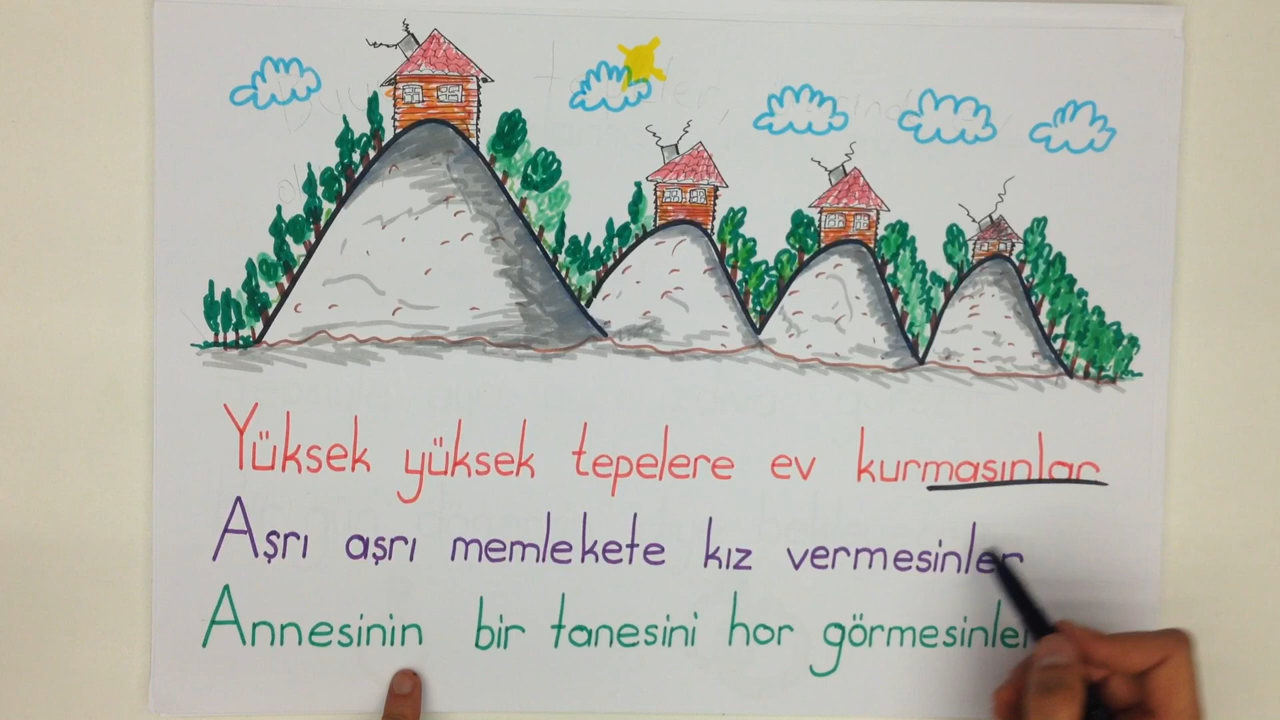 Yüksek yüksek tepelere ev kurmasınlar
Aşrı aşrı memlekete kız vermesinler
Annesinin bir tanesini hor görmesinler